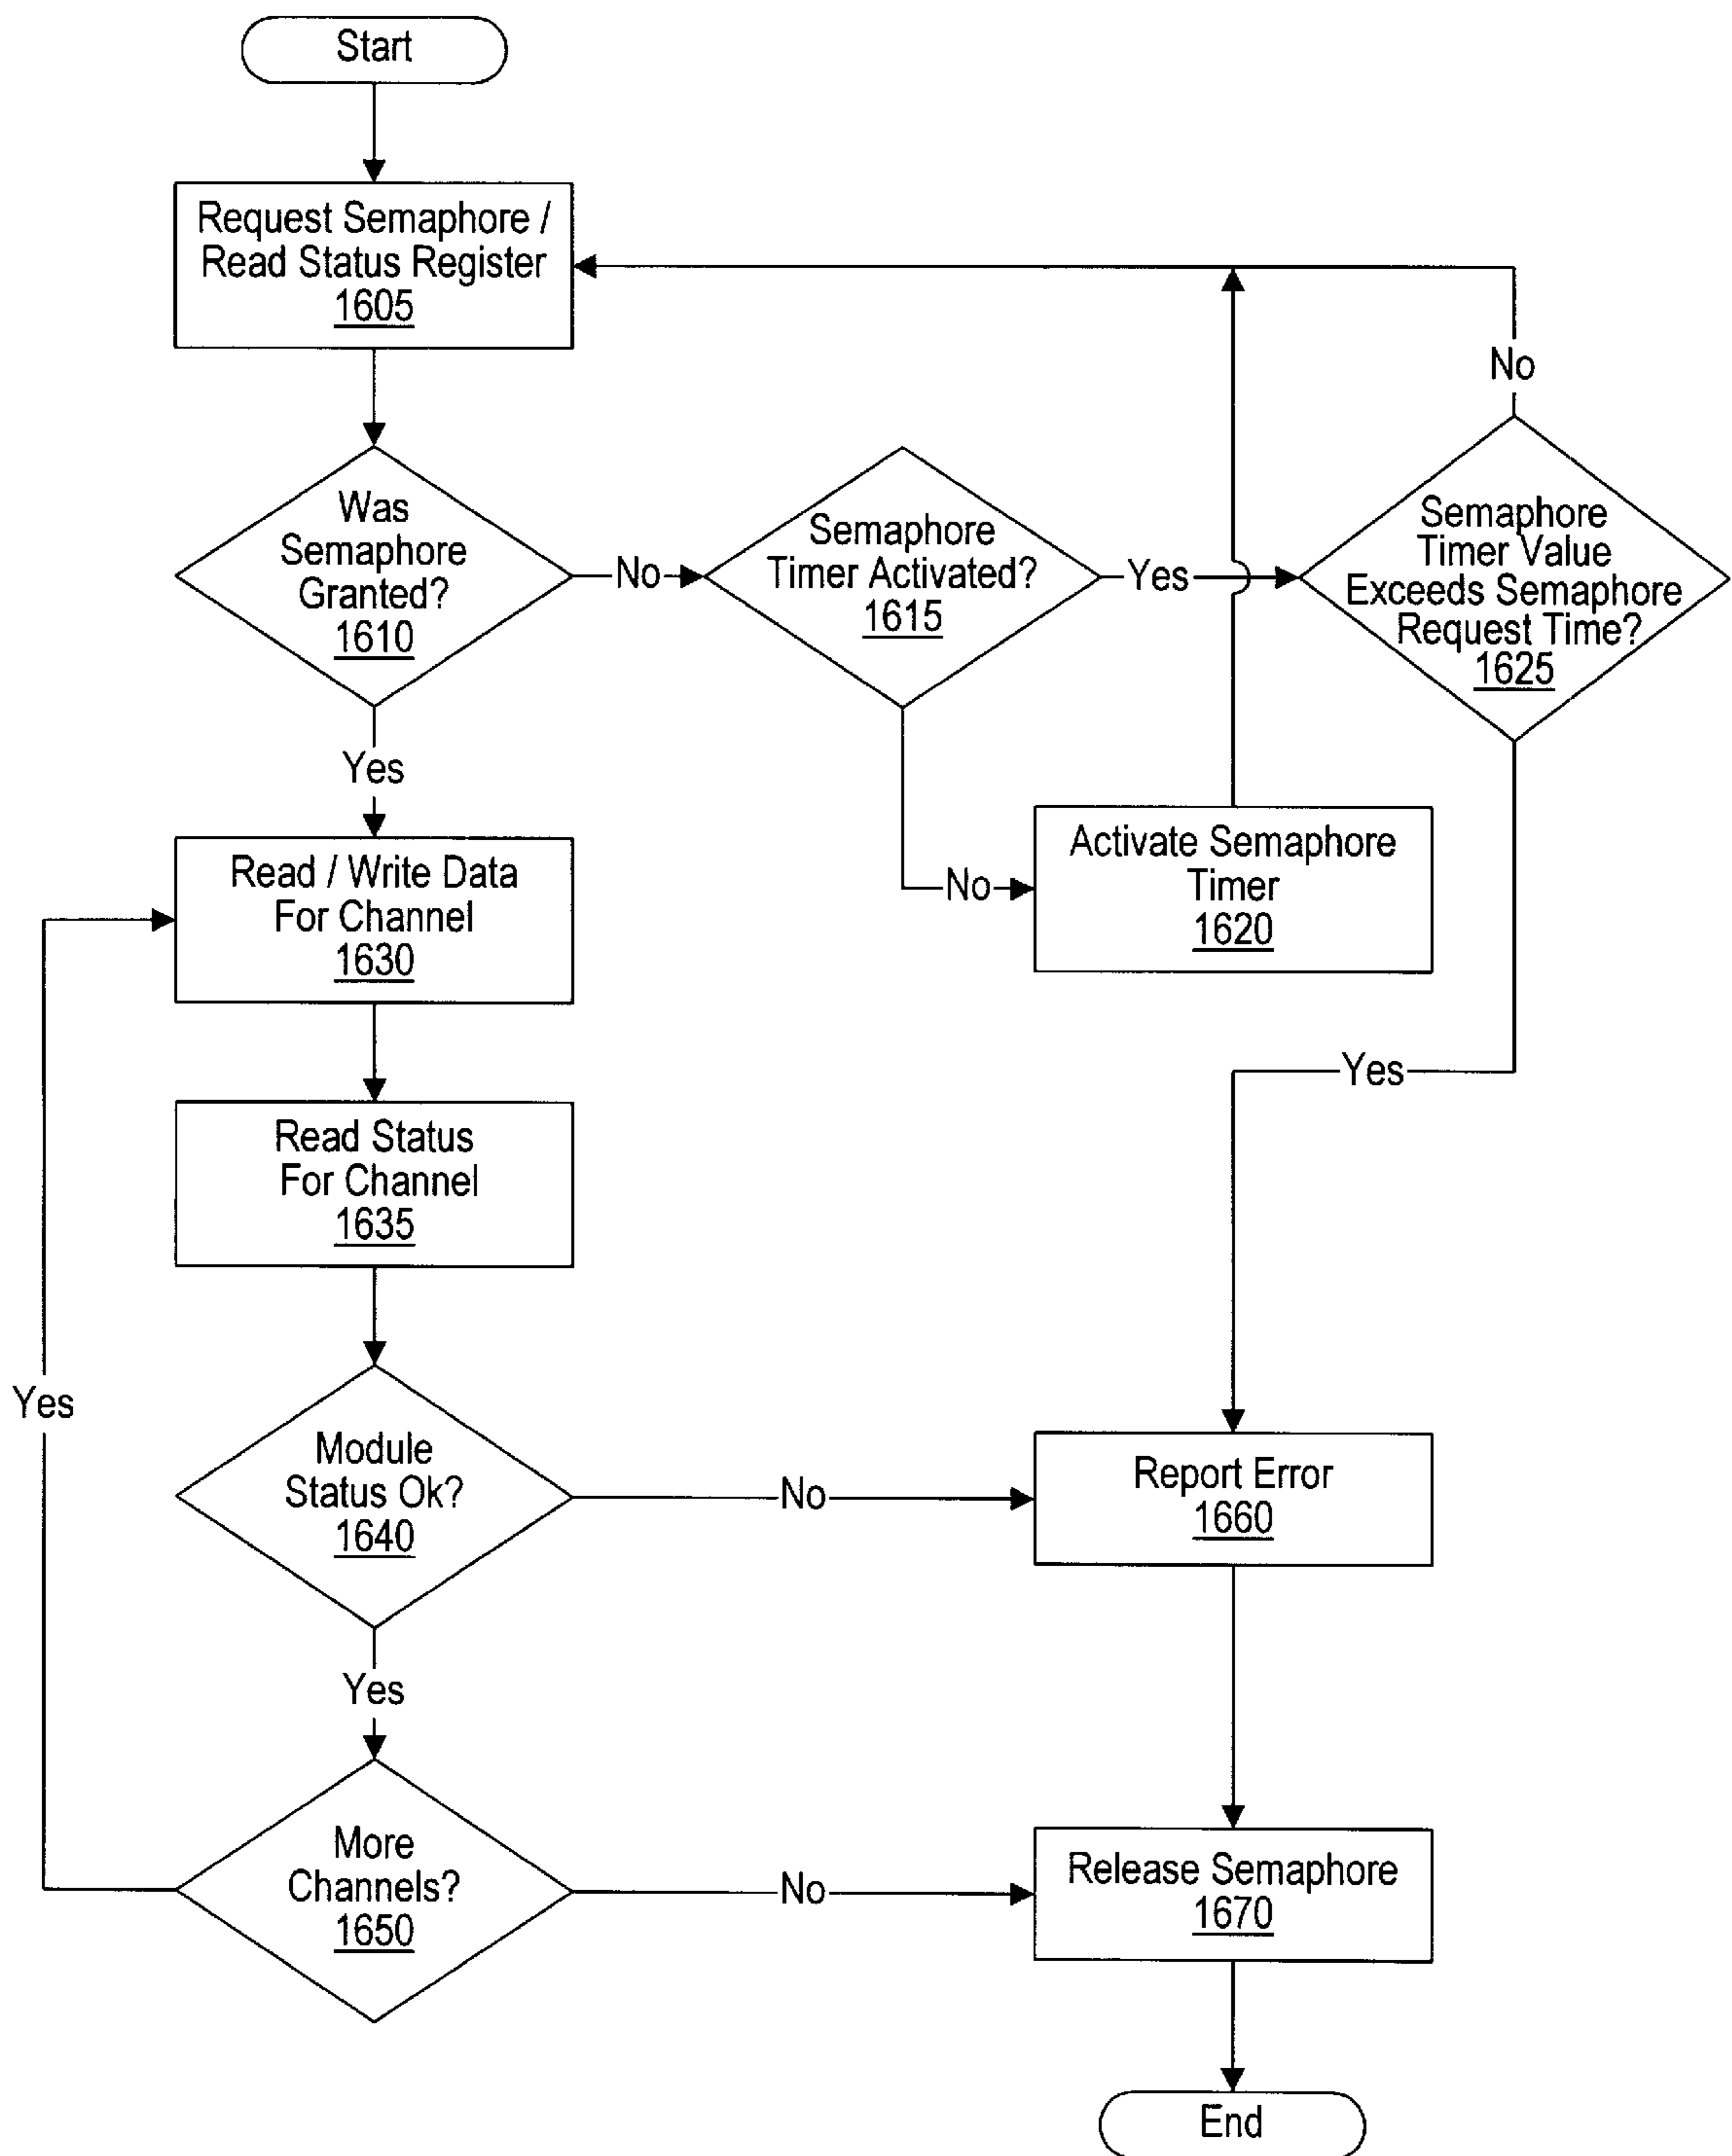 Start
Request Semaphore /
Read Status Register
1605
No
Was
Semaphore
Granted?
1610
No
Semaphore
Timer Activated?
1615
Yes
Semaphore
Timer Value
Exceeds Semaphore
Request Time?
1625
Yes
Read / Write Data
For Channel
1630
No
Activate Semaphore
Timer
1620
Yes
Read Status
For Channel
1635
Yes
Module
Status Ok?
1640
No
Report Error
1660
Yes
More
Channels?
1650
No
Release Semaphore
1670
End